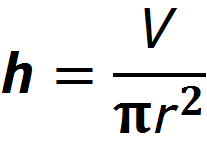 h = V / πr²